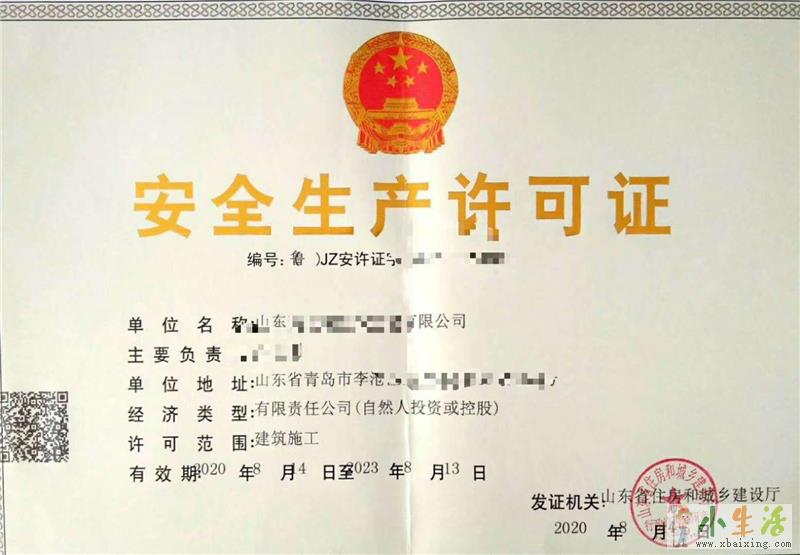 安全生产许可证
编号: 鲁 )JZ安许证字
单位名称: 山东 有限公司
主要负责
单位地址: 山东省青岛市李沧
经济类型: 有限责任公司(自然人投资或控股)
许可范围: 建筑施工
有效期: 2020 年 8 月 4 日至 2023 年 8 月 13 日
发证机关: 山东省住房和城乡建设厅
2020 年 8 月 4 日
小生活
www.xbaixing.com